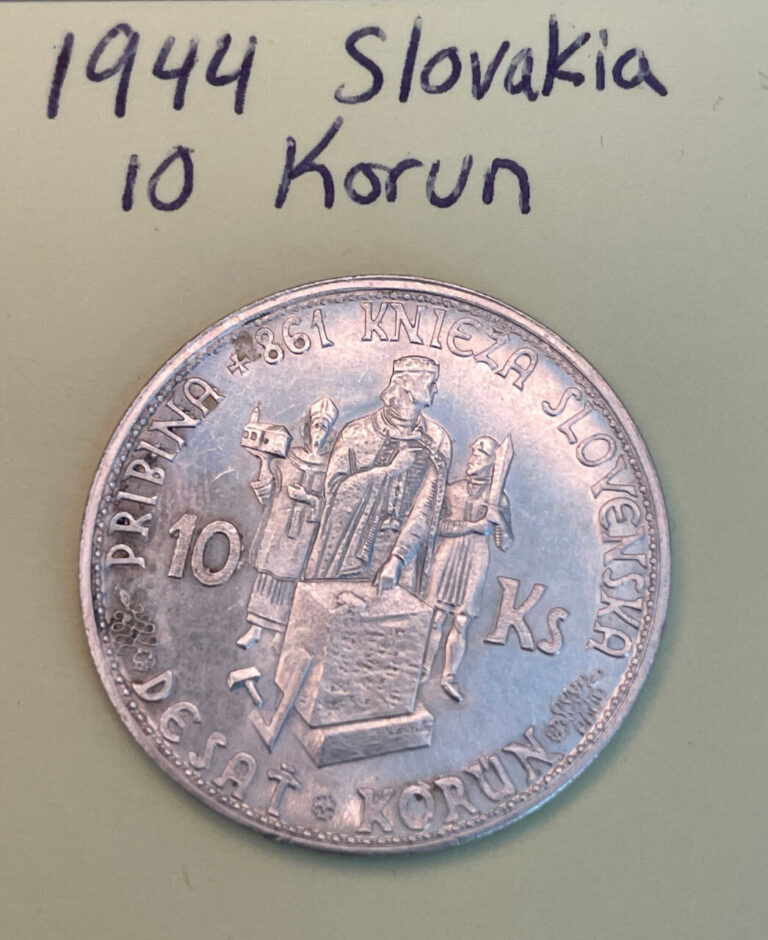 1944 Slovakia
10 Korun
PRIBINA +861 KNIEŽA SLOVENSKA
10 Ks
DESAŤ KORÚN